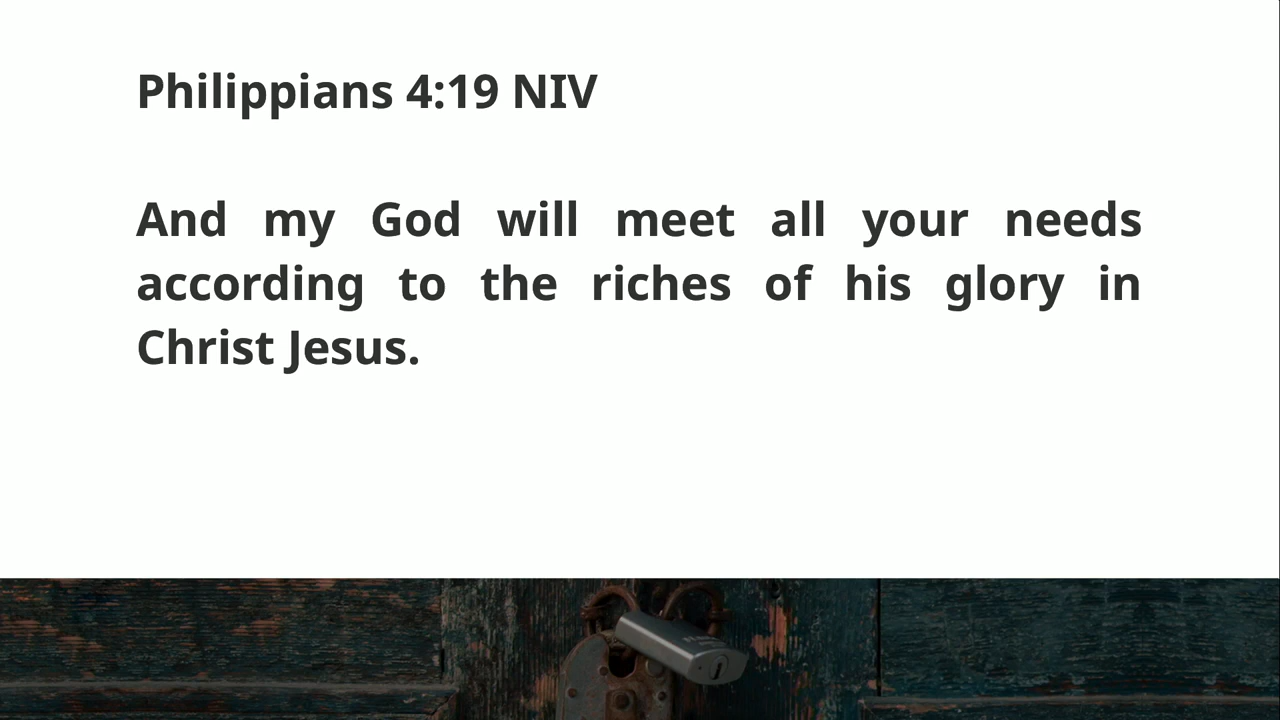 Philippians 4:19 NIV
And my God will meet all your needs
according to the riches of his glory in
Christ Jesus.